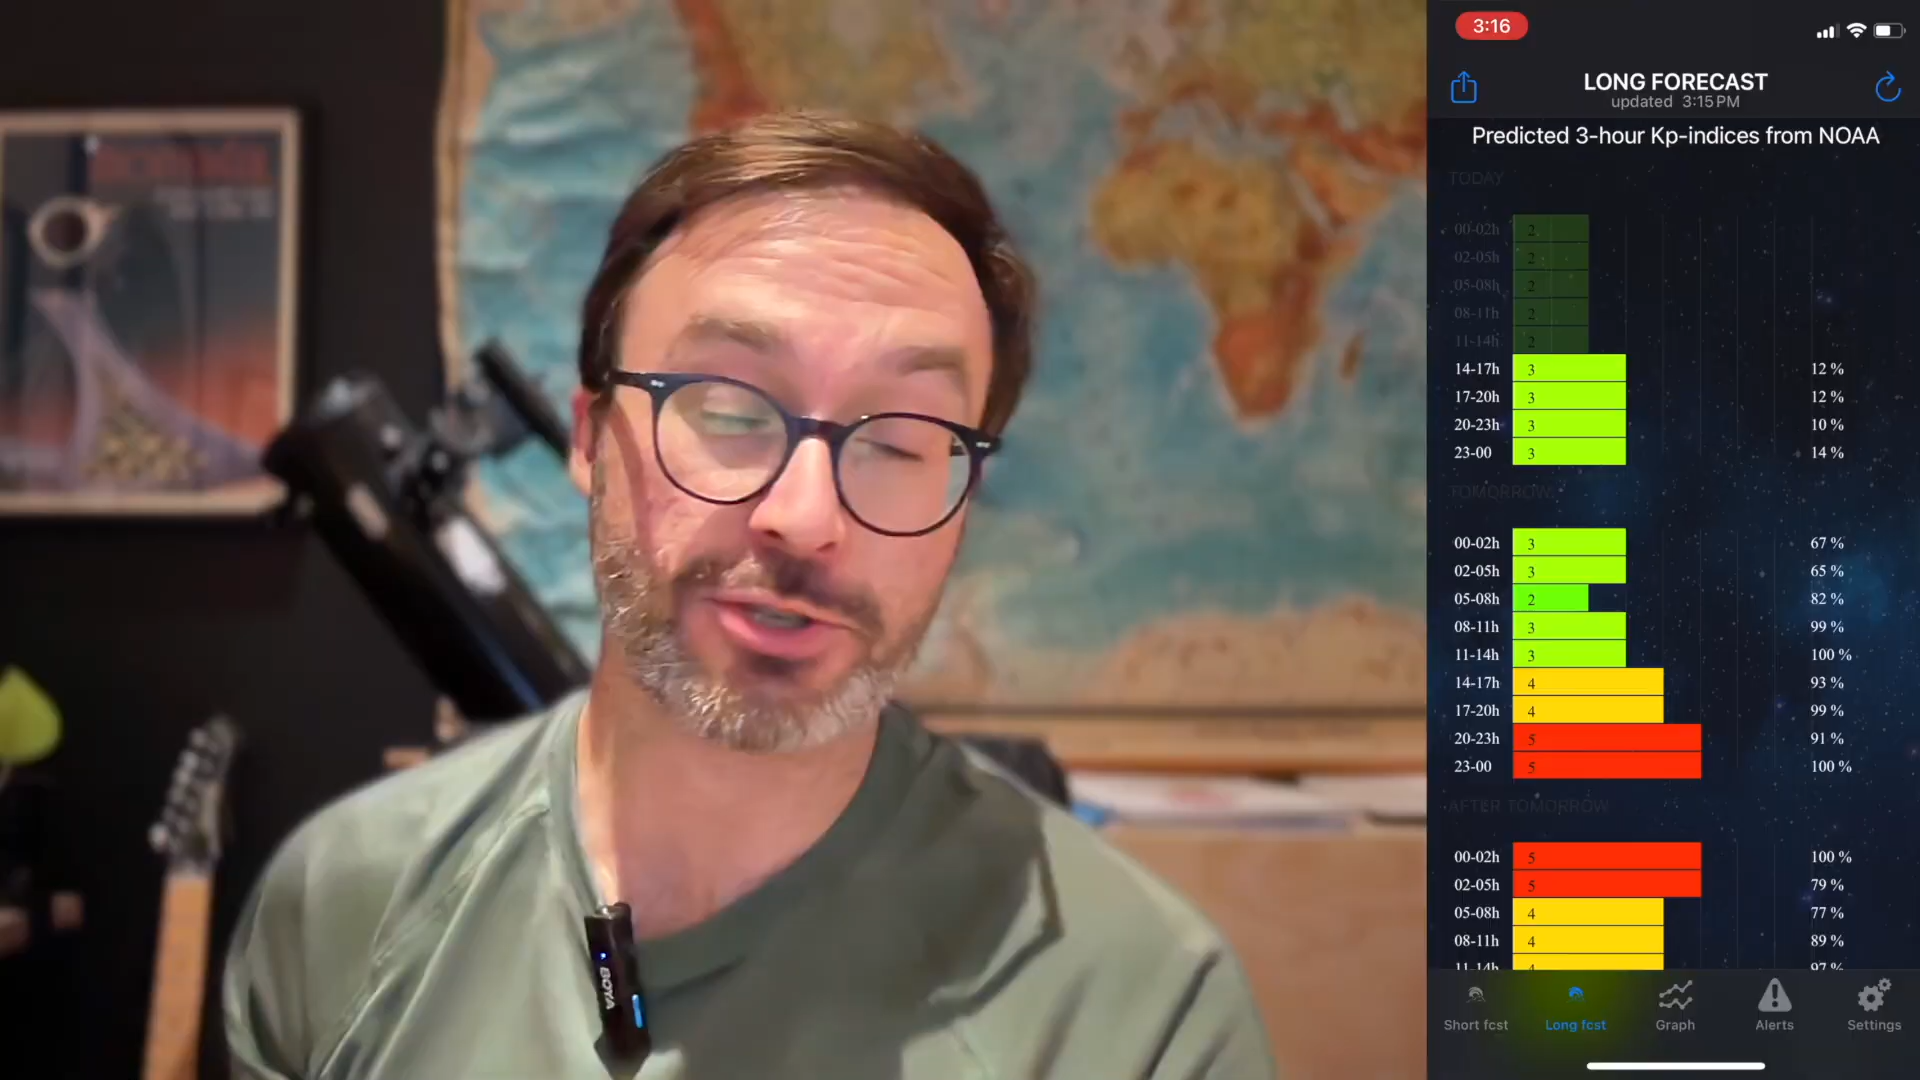 3:16
LONG FORECAST
updated 3:15 PM
Predicted 3-hour Kp-indices from NOAA
TODAY
00-02h 2
02-05h 2
05-08h 2
08-11h 2
11-14h 2
14-17h 3 12 %
17-20h 3 12 %
20-23h 3 10 %
23-00 3 14 %
TOMORROW
00-02h 3 67 %
02-05h 3 65 %
05-08h 2 82 %
08-11h 3 99 %
11-14h 3 100 %
14-17h 4 93 %
17-20h 4 99 %
20-23h 5 91 %
23-00 5 100 %
AFTER TOMORROW
00-02h 5 100 %
02-05h 5 79 %
05-08h 4 77 %
08-11h 4 89 %
11-14h 4 97 %
Short fcst Long fcst Graph Alerts Settings
BOYA